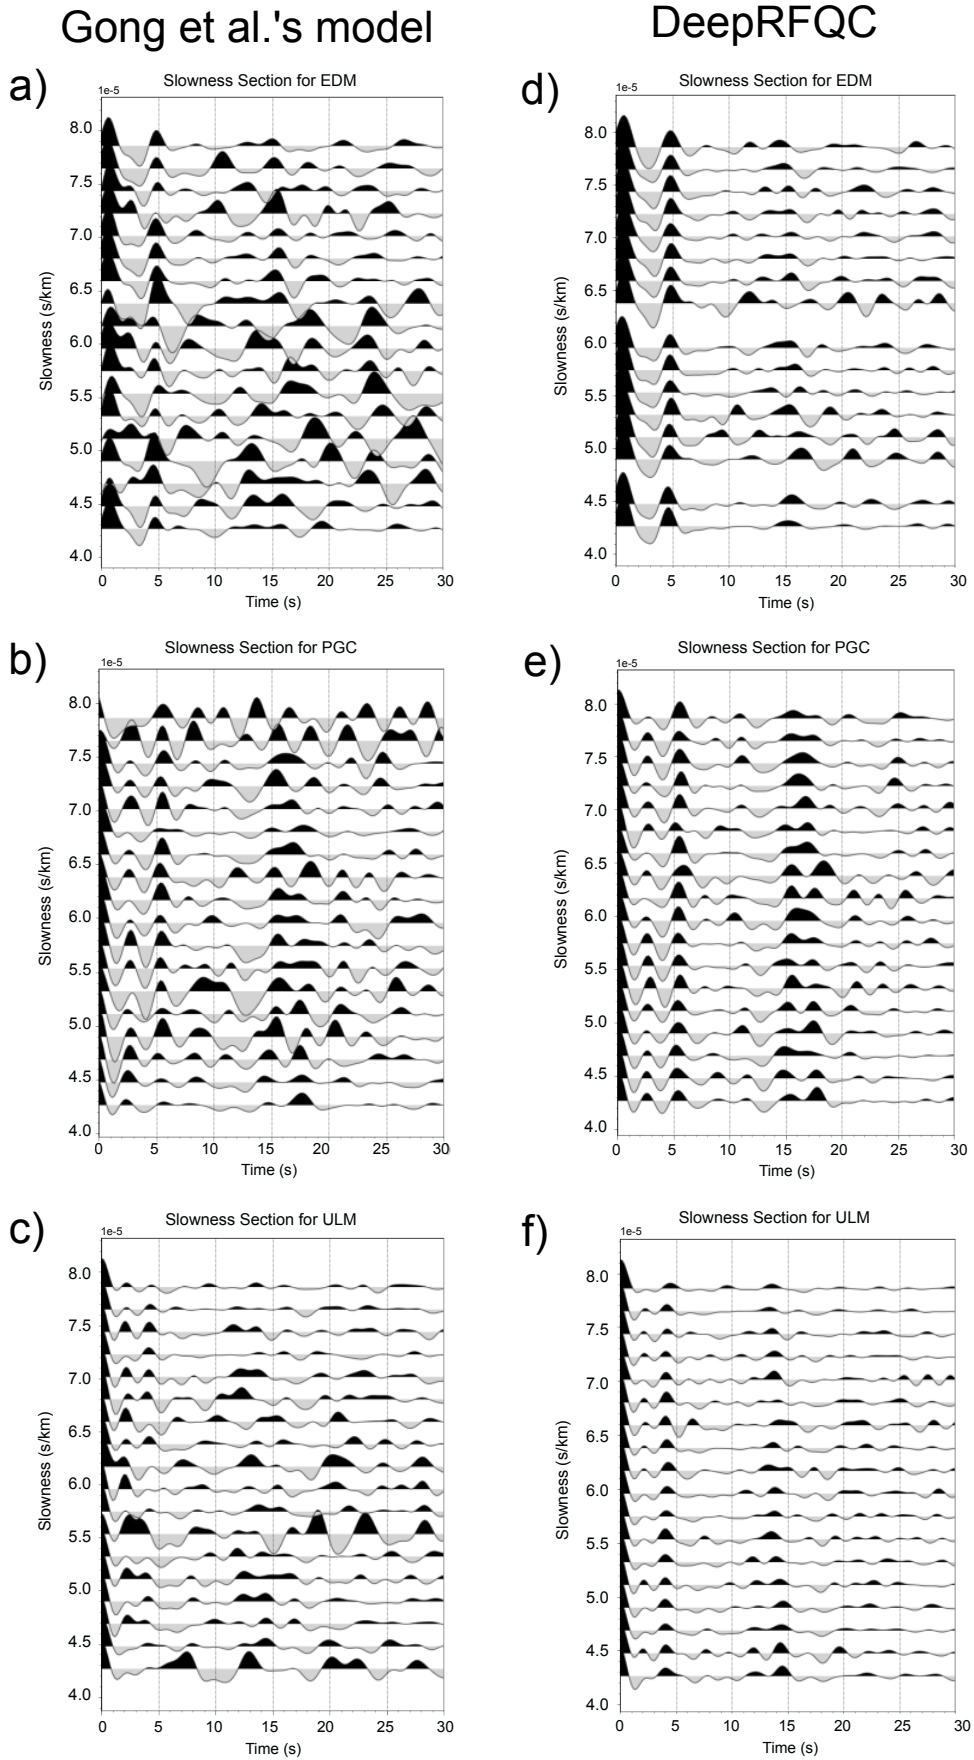 Gong et al.'s model
DeepRFQC
a)
Slowness Section for EDM
1e-5
8.0
7.5
7.0
6.5
6.0
5.5
5.0
4.5
4.0
Slowness (s/km)
0 5 10 15 20 25 30
Time (s)
d)
Slowness Section for EDM
1e-5
8.0
7.5
7.0
6.5
6.0
5.5
5.0
4.5
4.0
Slowness (s/km)
0 5 10 15 20 25 30
Time (s)
b)
Slowness Section for PGC
1e-5
8.0
7.5
7.0
6.5
6.0
5.5
5.0
4.5
4.0
Slowness (s/km)
0 5 10 15 20 25 30
Time (s)
e)
Slowness Section for PGC
1e-5
8.0
7.5
7.0
6.5
6.0
5.5
5.0
4.5
4.0
Slowness (s/km)
0 5 10 15 20 25 30
Time (s)
c)
Slowness Section for ULM
1e-5
8.0
7.5
7.0
6.5
6.0
5.5
5.0
4.5
4.0
Slowness (s/km)
0 5 10 15 20 25 30
Time (s)
f)
Slowness Section for ULM
1e-5
8.0
7.5
7.0
6.5
6.0
5.5
5.0
4.5
4.0
Slowness (s/km)
0 5 10 15 20 25 30
Time (s)